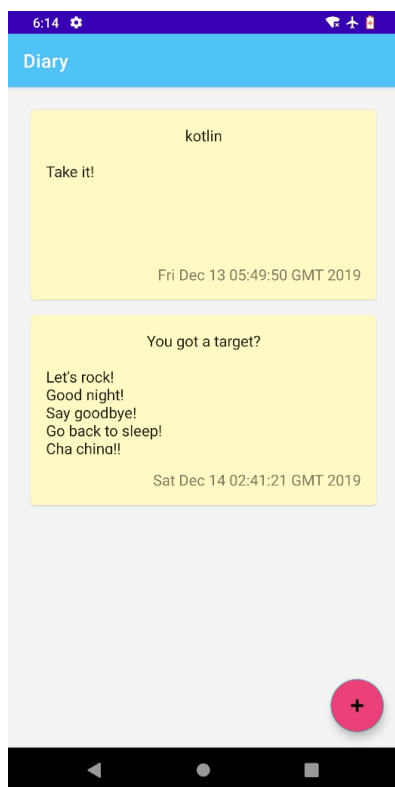 6:14
Diary
kotlin
Take it!
Fri Dec 13 05:49:50 GMT 2019
You got a target?
Let's rock!
Good night!
Say goodbye!
Go back to sleep!
Cha ching!!
Sat Dec 14 02:41:21 GMT 2019
+